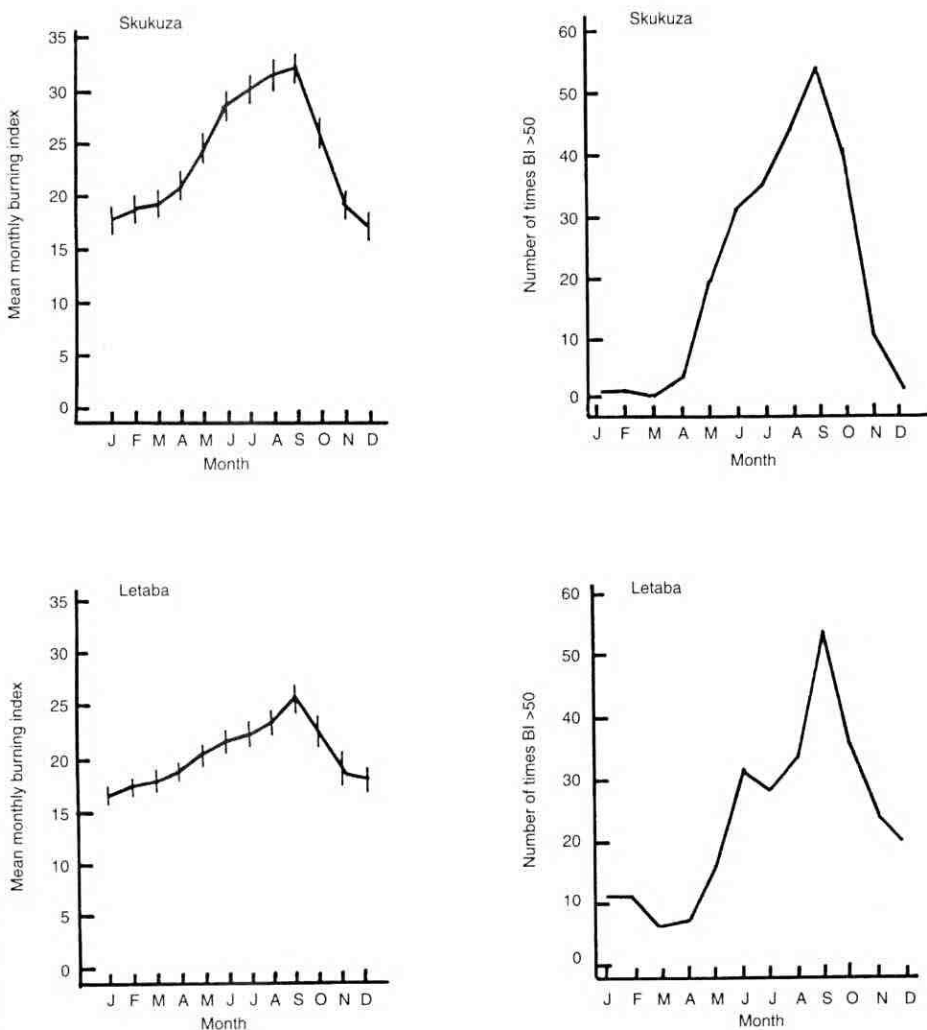 Skukuza
Mean monthly burning index
35
30
25
20
15
10
5
0
J F M A M J J A S O N D
Month
Skukuza
Number of times BI >50
60
50
40
30
20
10
0
J F M A M J J A S O N D
Month
Letaba
Mean monthly burning index
35
30
25
20
15
10
5
0
J F M A M J J A S O N D
Month
Letaba
Number of times BI >50
60
50
40
30
20
10
0
J F M A M J J A S O N D
Month